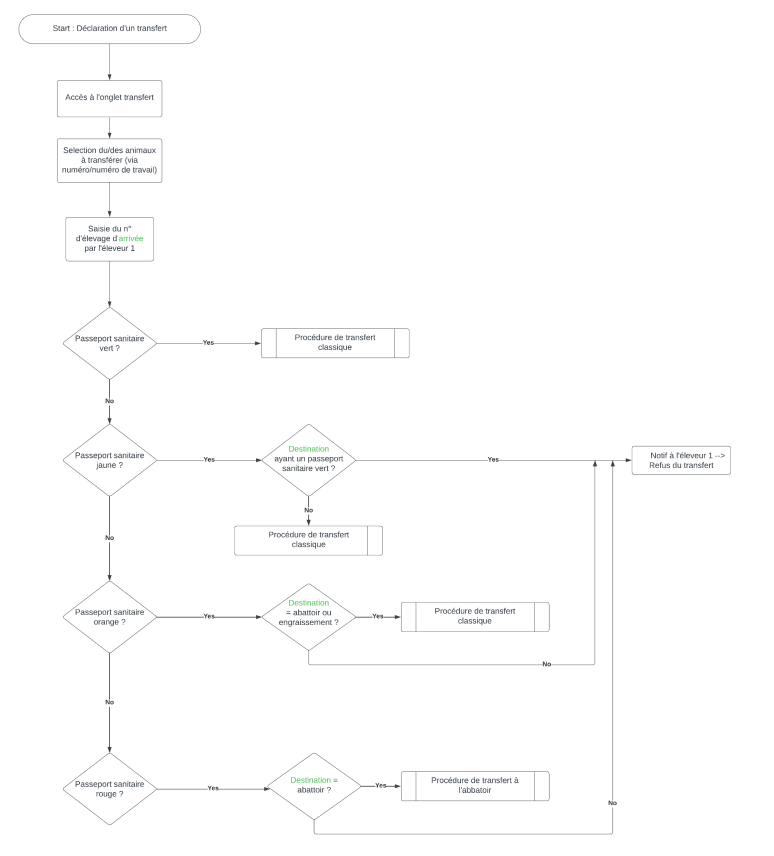 Start : Déclaration d'un transfert
Accès à l'onglet transfert
Selection du/des animaux
à transférer (via
numéro/numéro de travail)
Saisie du n°
d'élevage d'arrivée
par l'éleveur 1
Passeport sanitaire
vert ?
Yes
Procédure de transfert
classique
No
Passeport sanitaire
jaune ?
Yes
Destination
ayant un passeport
sanitaire vert ?
Yes
Notif à l'éleveur 1 -->
Refus du transfert
No
Procédure de transfert
classique
No
Passeport sanitaire
orange ?
Yes
Destination
= abattoir ou
engraissement ?
Yes
Procédure de transfert
classique
No
No
Passeport sanitaire
rouge ?
Yes
Destination =
abattoir ?
Yes
Procédure de transfert à
l'abbatoir
No